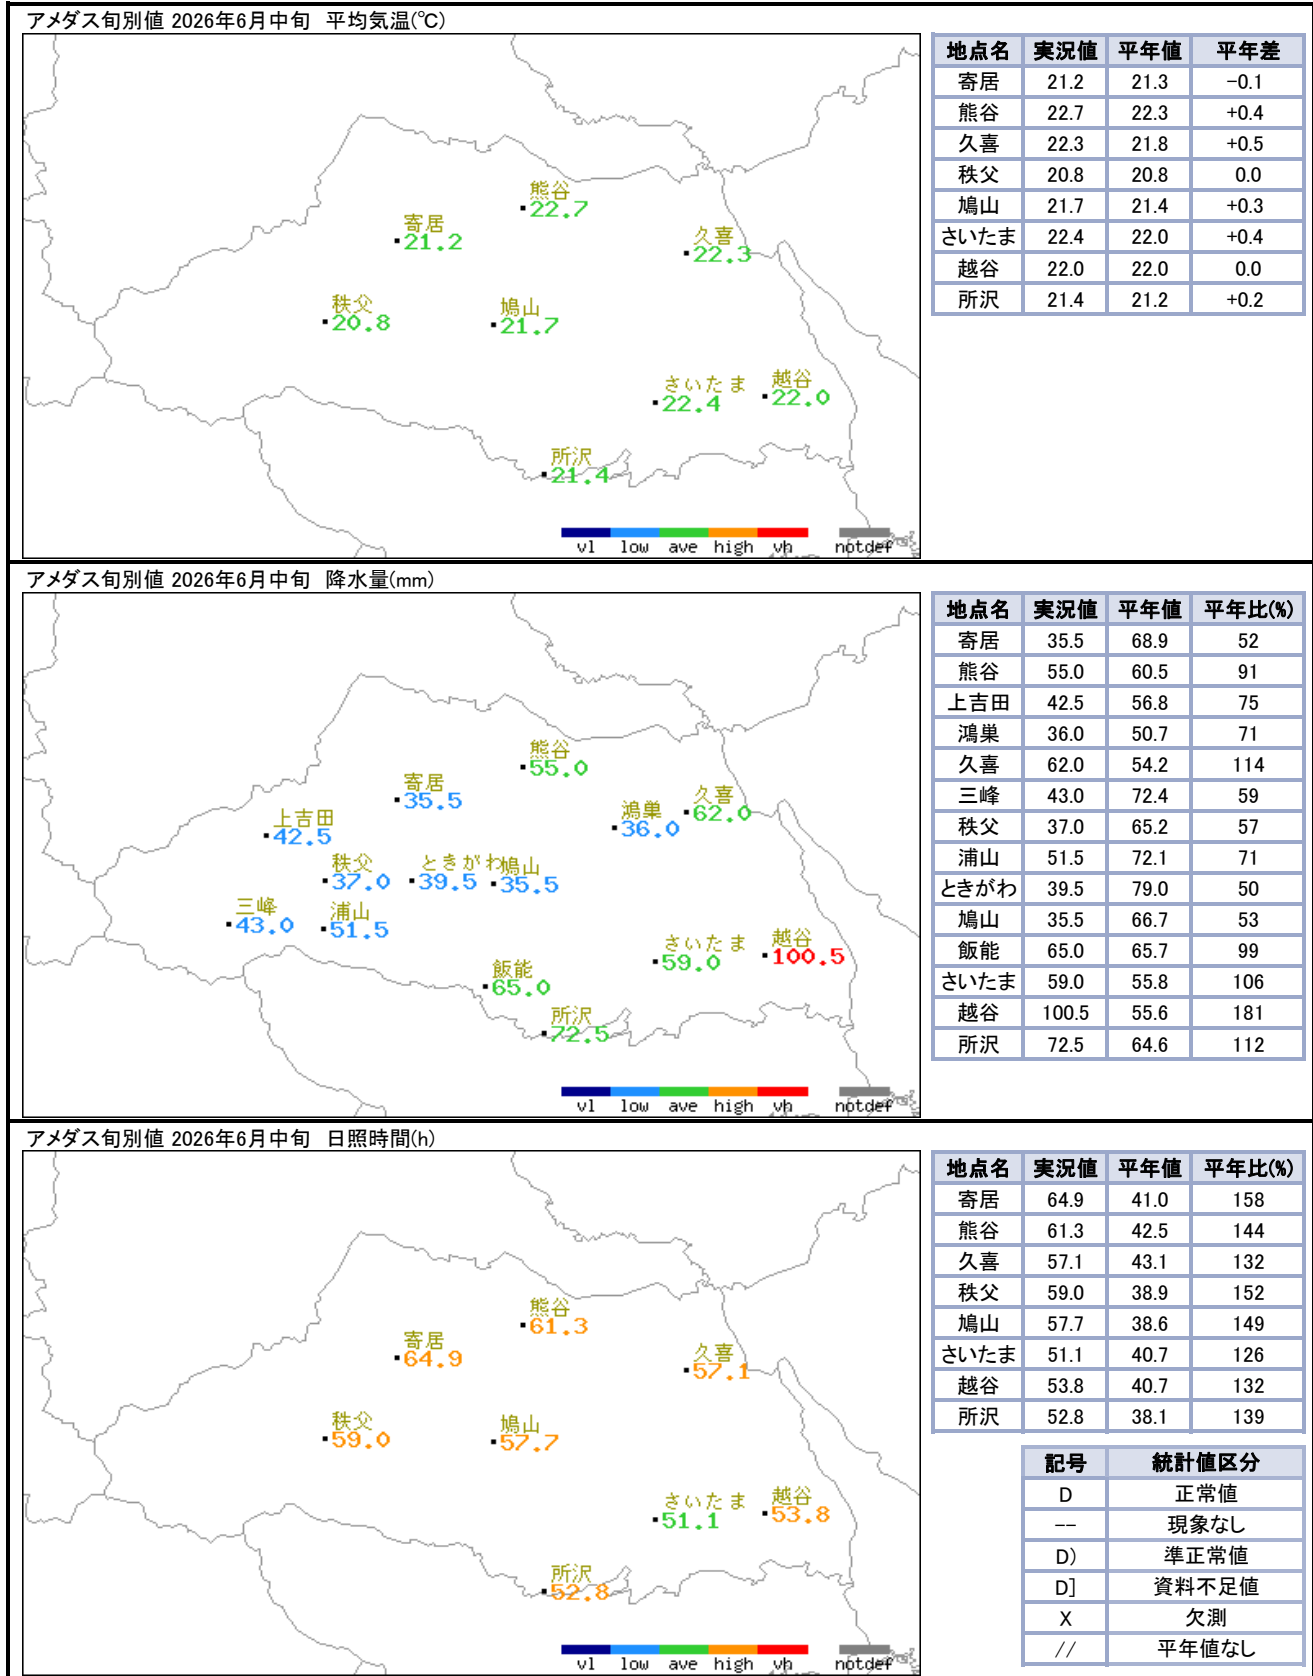 アメダス旬別値 2026年6月中旬　平均気温(℃)
熊谷
22.7
寄居
21.2
久喜
22.3
秩父
20.8
鳩山
21.7
さいたま
22.4
越谷
22.0
所沢
21.4
vl low ave high vh notdef
地点名 実況値 平年値 平年差
寄居 21.2 21.3 −0.1
熊谷 22.7 22.3 +0.4
久喜 22.3 21.8 +0.5
秩父 20.8 20.8 0.0
鳩山 21.7 21.4 +0.3
さいたま 22.4 22.0 +0.4
越谷 22.0 22.0 0.0
所沢 21.4 21.2 +0.2
アメダス旬別値 2026年6月中旬　降水量(mm)
熊谷
55.0
寄居
35.5
久喜
62.0
鴻巣
36.0
上吉田
42.5
秩父
37.0
ときがわ
39.5
鳩山
35.5
三峰
43.0
浦山
51.5
さいたま
59.0
越谷
100.5
飯能
65.0
所沢
72.5
vl low ave high vh notdef
地点名 実況値 平年値 平年比(%)
寄居 35.5 68.9 52
熊谷 55.0 60.5 91
上吉田 42.5 56.8 75
鴻巣 36.0 50.7 71
久喜 62.0 54.2 114
三峰 43.0 72.4 59
秩父 37.0 65.2 57
浦山 51.5 72.1 71
ときがわ 39.5 79.0 50
鳩山 35.5 66.7 53
飯能 65.0 65.7 99
さいたま 59.0 55.8 106
越谷 100.5 55.6 181
所沢 72.5 64.6 112
アメダス旬別値 2026年6月中旬　日照時間(h)
熊谷
61.3
寄居
64.9
久喜
57.1
秩父
59.0
鳩山
57.7
さいたま
51.1
越谷
53.8
所沢
52.8
vl low ave high vh notdef
地点名 実況値 平年値 平年比(%)
寄居 64.9 41.0 158
熊谷 61.3 42.5 144
久喜 57.1 43.1 132
秩父 59.0 38.9 152
鳩山 57.7 38.6 149
さいたま 51.1 40.7 126
越谷 53.8 40.7 132
所沢 52.8 38.1 139
記号 統計値区分
D 正常値
-- 現象なし
D) 準正常値
D] 資料不足値
X 欠測
// 平年値なし